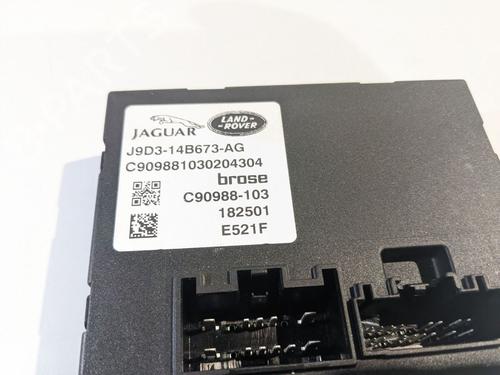 JAGUAR
LAND
ROVER
J9D3-14B673-AG
C909881030204304
brose
C90988-103
182501
E521F